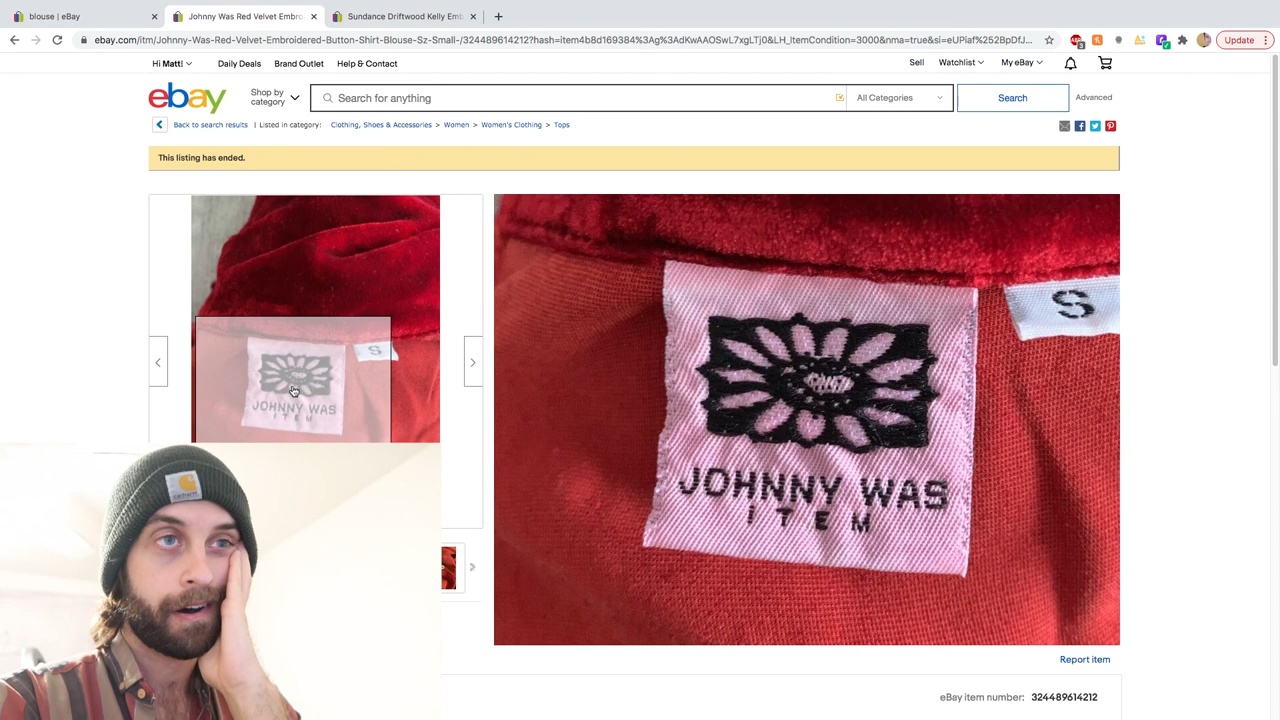 blouse | eBay
Johnny Was Red Velvet Embroi
Sundance Driftwood Kelly Emb
ebay.com/itm/Johnny-Was-Red-Velvet-Embroidered-Button-Shirt-Blouse-Sz-Small-/324489614212?hash=item4b8d169384%3Ag%3AdKwAAOSwL7xgLTj0&LH_ItemCondition=3000&nma=true&si=eUPiaf%252BpDfJ...
3
Update
Hi Matt!
Daily Deals
Brand Outlet
Help & Contact
Sell
Watchlist
My eBay
ebay
Shop by category
Search for anything
All Categories
Search
Advanced
Back to search results | Listed in category: Clothing, Shoes & Accessories > Women > Women's Clothing > Tops
This listing has ended.
S
JOHNNY WAS
ITEM
S
JOHNNY WAS
ITEM
carhartt
Report item
eBay item number: 324489614212